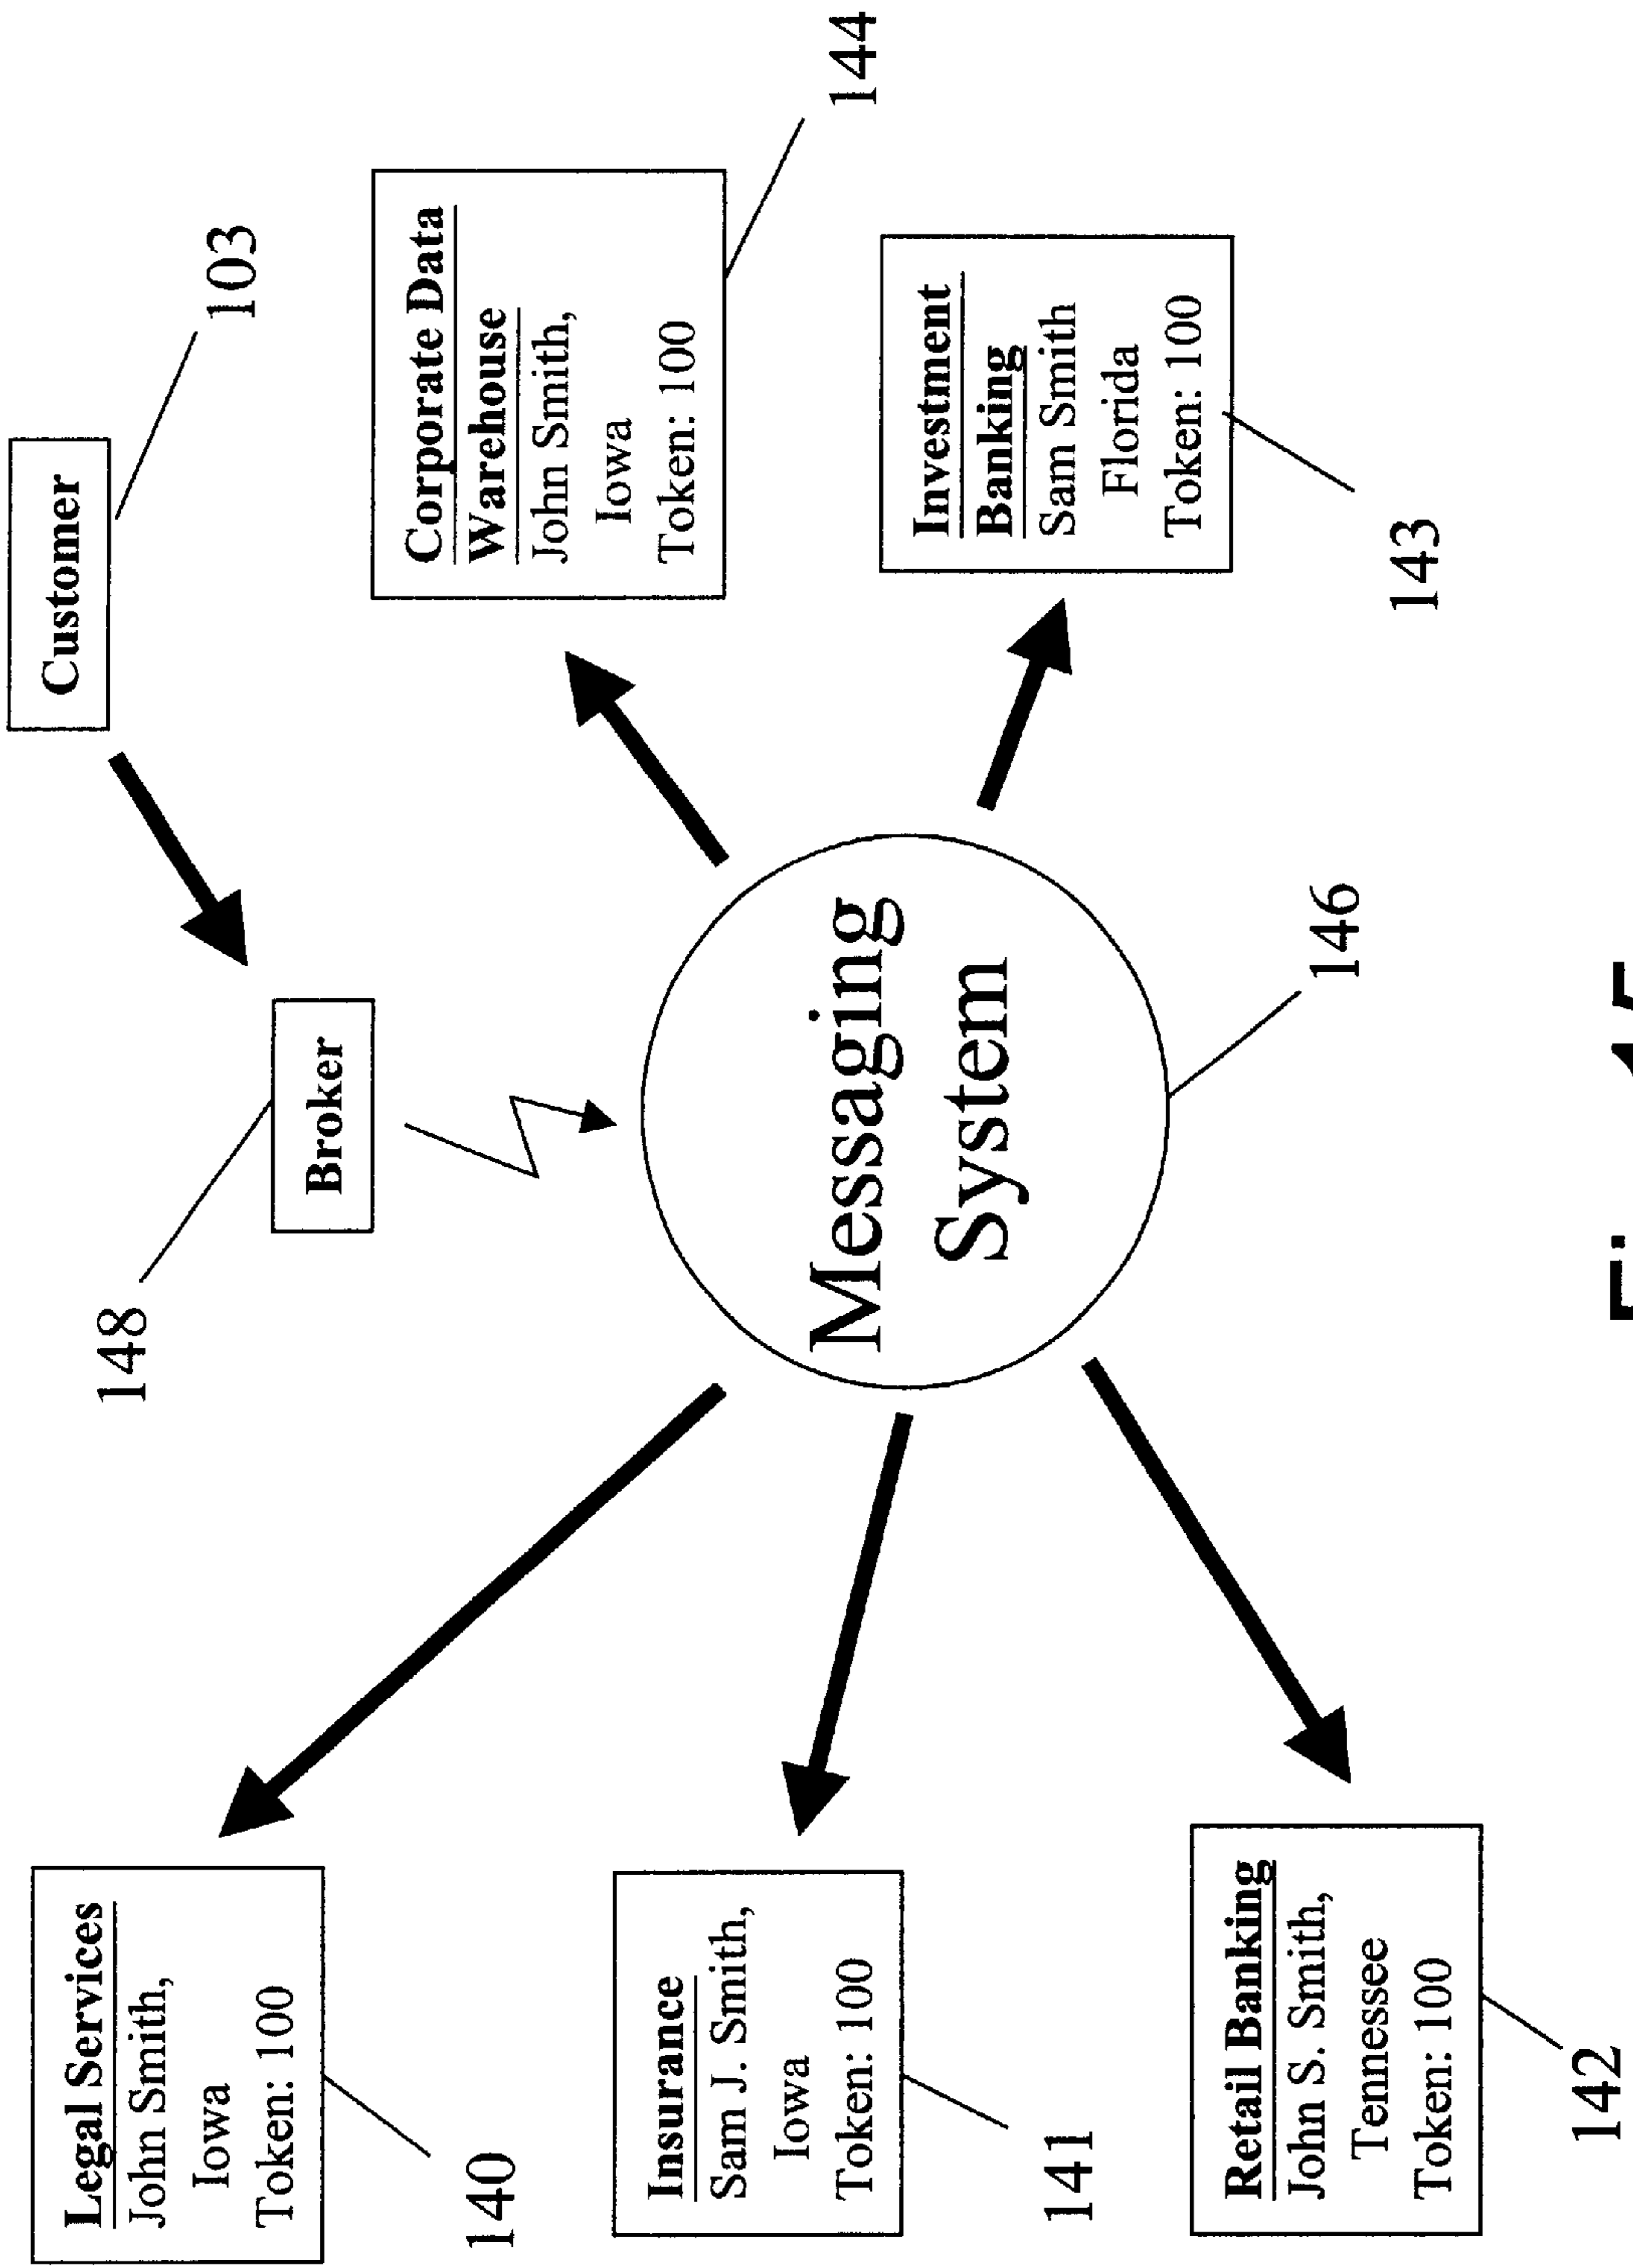 Customer
103
148
Broker
Legal Services
John Smith,
Iowa
Token: 100
140
Corporate Data
Warehouse
John Smith,
Iowa
Token: 100
144
Messaging
System
146
Insurance
Sam J. Smith,
Iowa
Token: 100
141
Investment
Banking
Sam Smith
Florida
Token: 100
143
Retail Banking
John S. Smith,
Tennessee
Token: 100
142